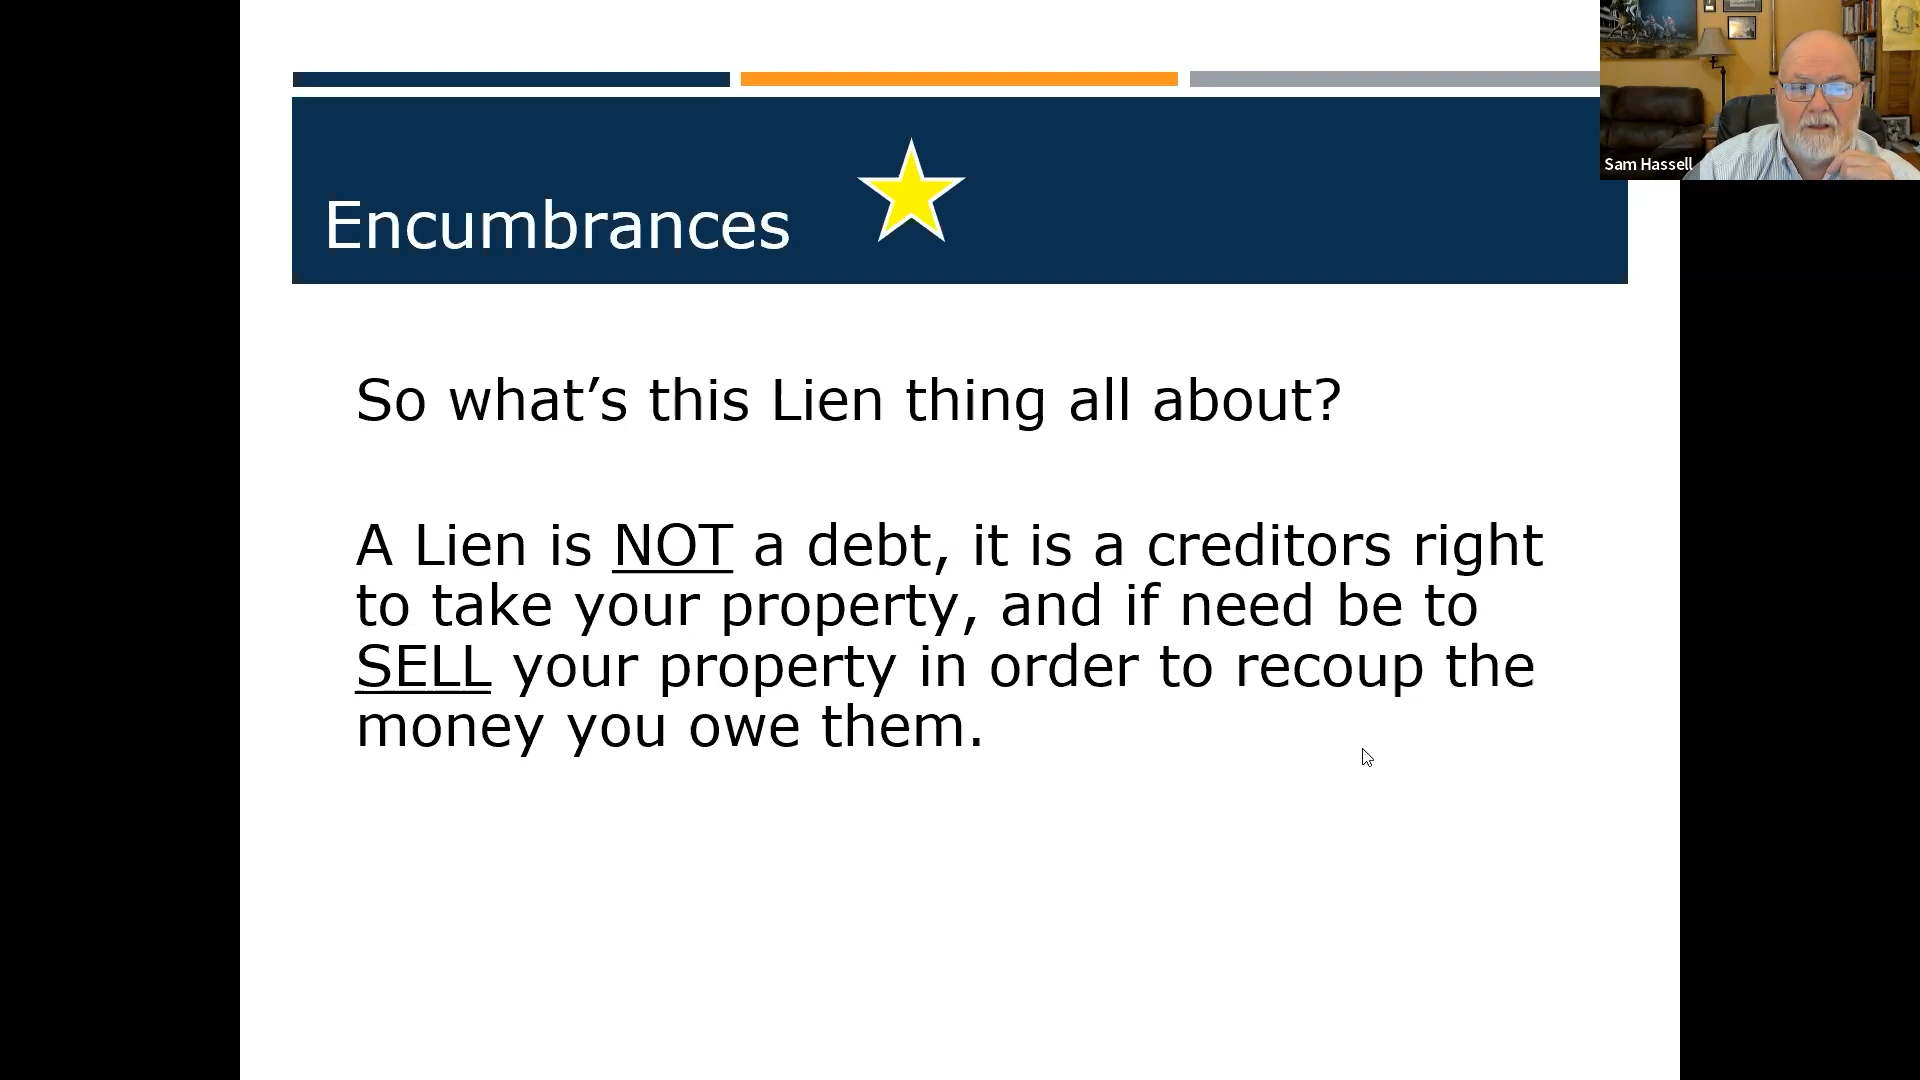 Encumbrances
Sam Hassell
So what’s this Lien thing all about?
A Lien is NOT a debt, it is a creditors right
to take your property, and if need be to
SELL your property in order to recoup the
money you owe them.